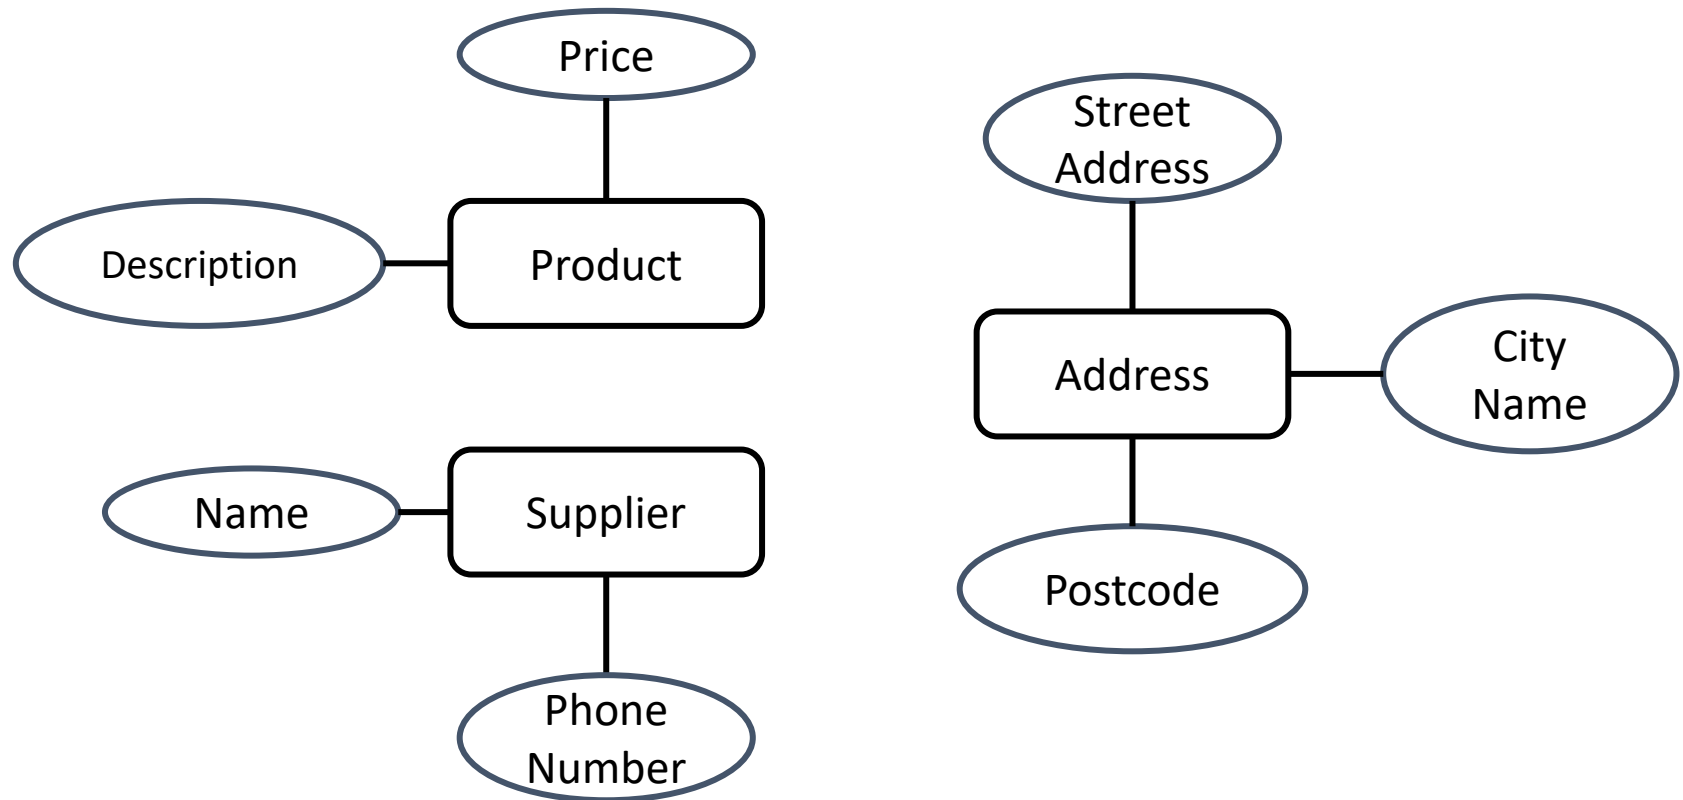 Price
Description
Product
Name
Supplier
Phone
Number
Street
Address
Address
City
Name
Postcode